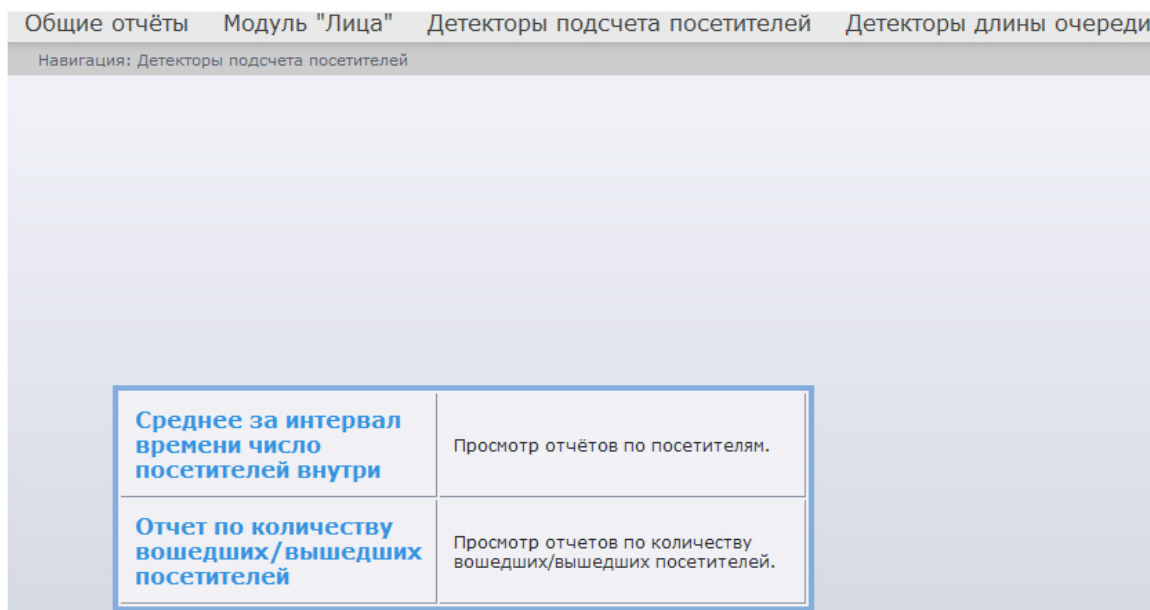 Общие отчёты Модуль "Лица" Детекторы подсчета посетителей Детекторы длины очереди
Навигация: Детекторы подсчета посетителей
Среднее за интервал
времени число
посетителей внутри
Просмотр отчётов по посетителям.
Отчет по количеству
вошедших/вышедших
посетителей
Просмотр отчетов по количеству
вошедших/вышедших посетителей.